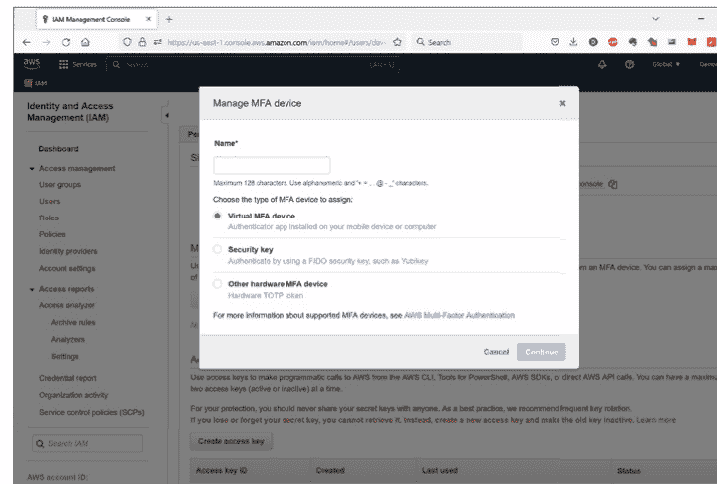 IAM Management Console
https://us-east-1.console.aws.amazon.com/iam/home#/users/dev
Search
aws
Services
Search
Global
IAM
Identity and Access
Management (IAM)
Dashboard
Access management
User groups
Users
Roles
Policies
Identity providers
Account settings
Access reports
Access analyzer
Archive rules
Analyzers
Settings
Credential report
Organization activity
Service control policies (SCPs)
Search IAM
AWS account ID:
Manage MFA device
Name*
Maximum 128 characters. Use alphanumeric and '+ = , . @ - _' characters.
Choose the type of MFA device to assign:
Virtual MFA device
Authenticator app installed on your mobile device or computer
Security key
Authenticate by using a FIDO security key, such as Yubikey
Other hardware MFA device
Hardware TOTP token
For more information about supported MFA devices, see AWS Multi-Factor Authentication
Cancel
Continue
console
an MFA device. You can assign a
Use access keys to make programmatic calls to AWS from the AWS CLI, Tools for PowerShell, AWS SDKs, or direct AWS API calls. You can have a
two access keys (active or inactive) at a time.
For your protection, you should never share your secret keys with anyone. As a best practice, we recommend frequent key rotation.
If you lose or forget your secret key, you cannot retrieve it. Instead, create a new access key and make the old key inactive. Learn more
Create access key
Access key ID
Created
Last used
Status